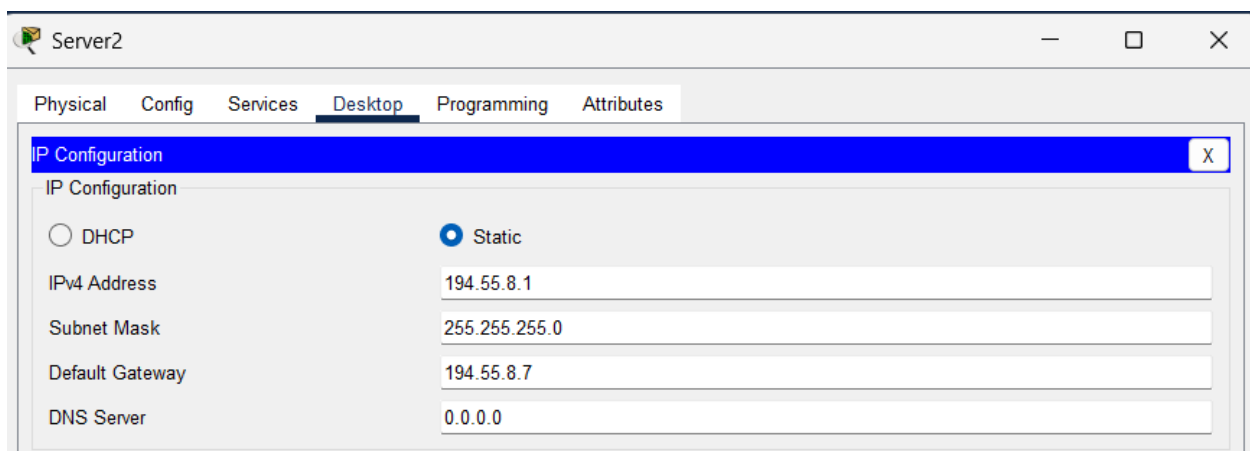 Server2
Physical Config Services Desktop Programming Attributes
IP Configuration X
IP Configuration
DHCP Static
IPv4 Address 194.55.8.1
Subnet Mask 255.255.255.0
Default Gateway 194.55.8.7
DNS Server 0.0.0.0